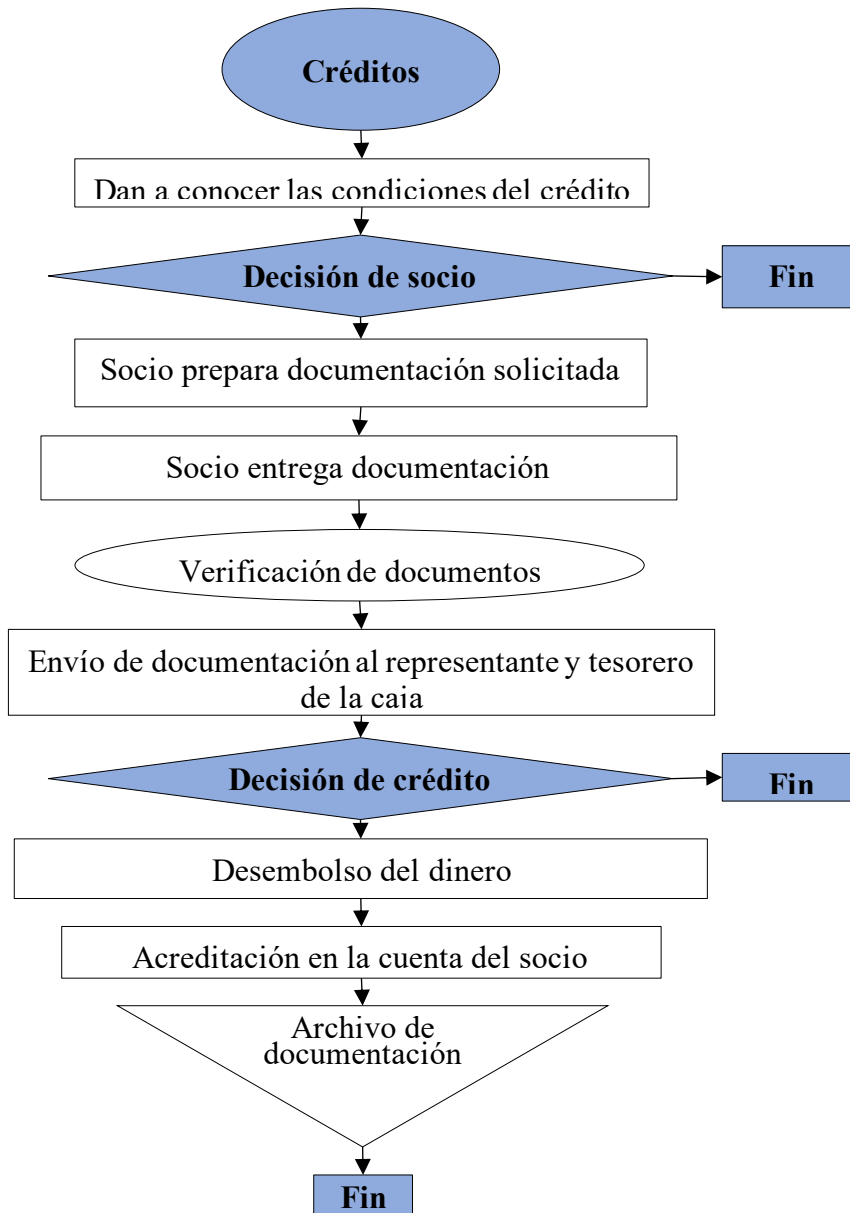 Créditos
Dan a conocer las condiciones del crédito
Decisión de socio
Fin
Socio prepara documentación solicitada
Socio entrega documentación
Verificación de documentos
Envío de documentación al representante y tesorero
de la caja
Decisión de crédito
Fin
Desembolso del dinero
Acreditación en la cuenta del socio
Archivo de
documentación
Fin